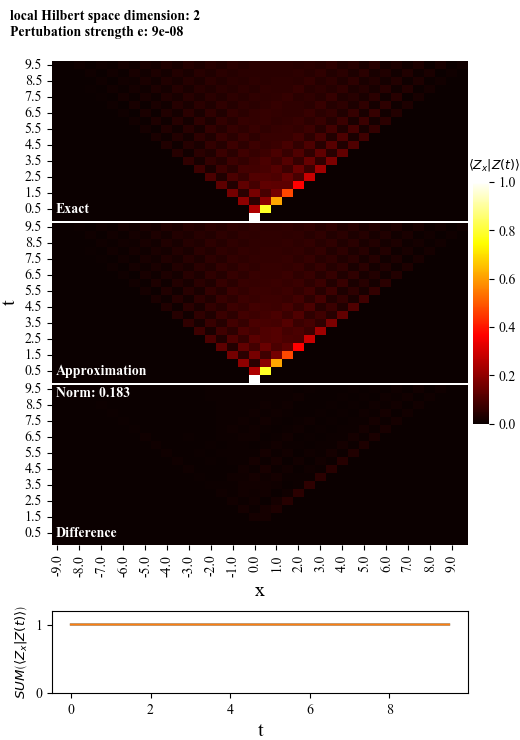 local Hilbert space dimension: 2
Pertubation strength e: 9e-08
9.5
8.5
7.5
6.5
5.5
4.5
3.5
2.5
1.5
0.5
Exact
9.5
8.5
7.5
6.5
5.5
4.5
3.5
2.5
1.5
0.5
Approximation
t
9.5
8.5
7.5
6.5
5.5
4.5
3.5
2.5
1.5
0.5
Norm: 0.183
Difference
⟨Z_x|Z(t)⟩
1.0
0.8
0.6
0.4
0.2
0.0
-9.0 -8.0 -7.0 -6.0 -5.0 -4.0 -3.0 -2.0 -1.0 0.0 1.0 2.0 3.0 4.0 5.0 6.0 7.0 8.0 9.0
x
SUM(⟨Z_x|Z(t)⟩)
1
0
0 2 4 6 8
t